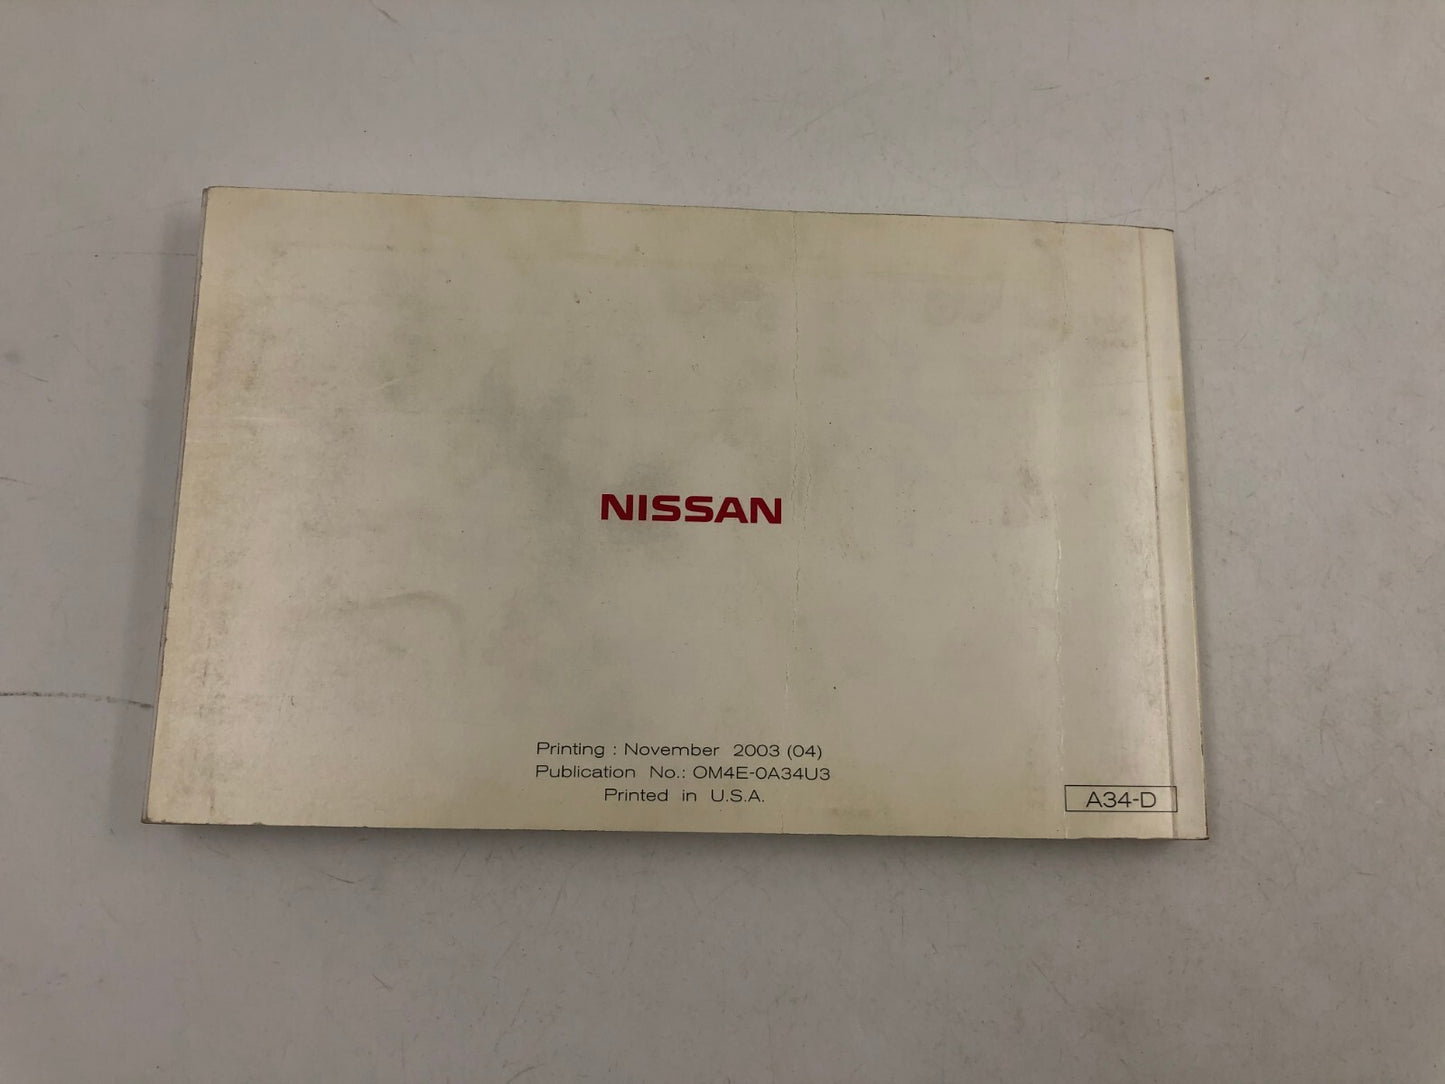 NISSAN
Printing : November 2003 (04)
Publication No.: OM4E-0A34U3
Printed in U.S.A.
A34-D